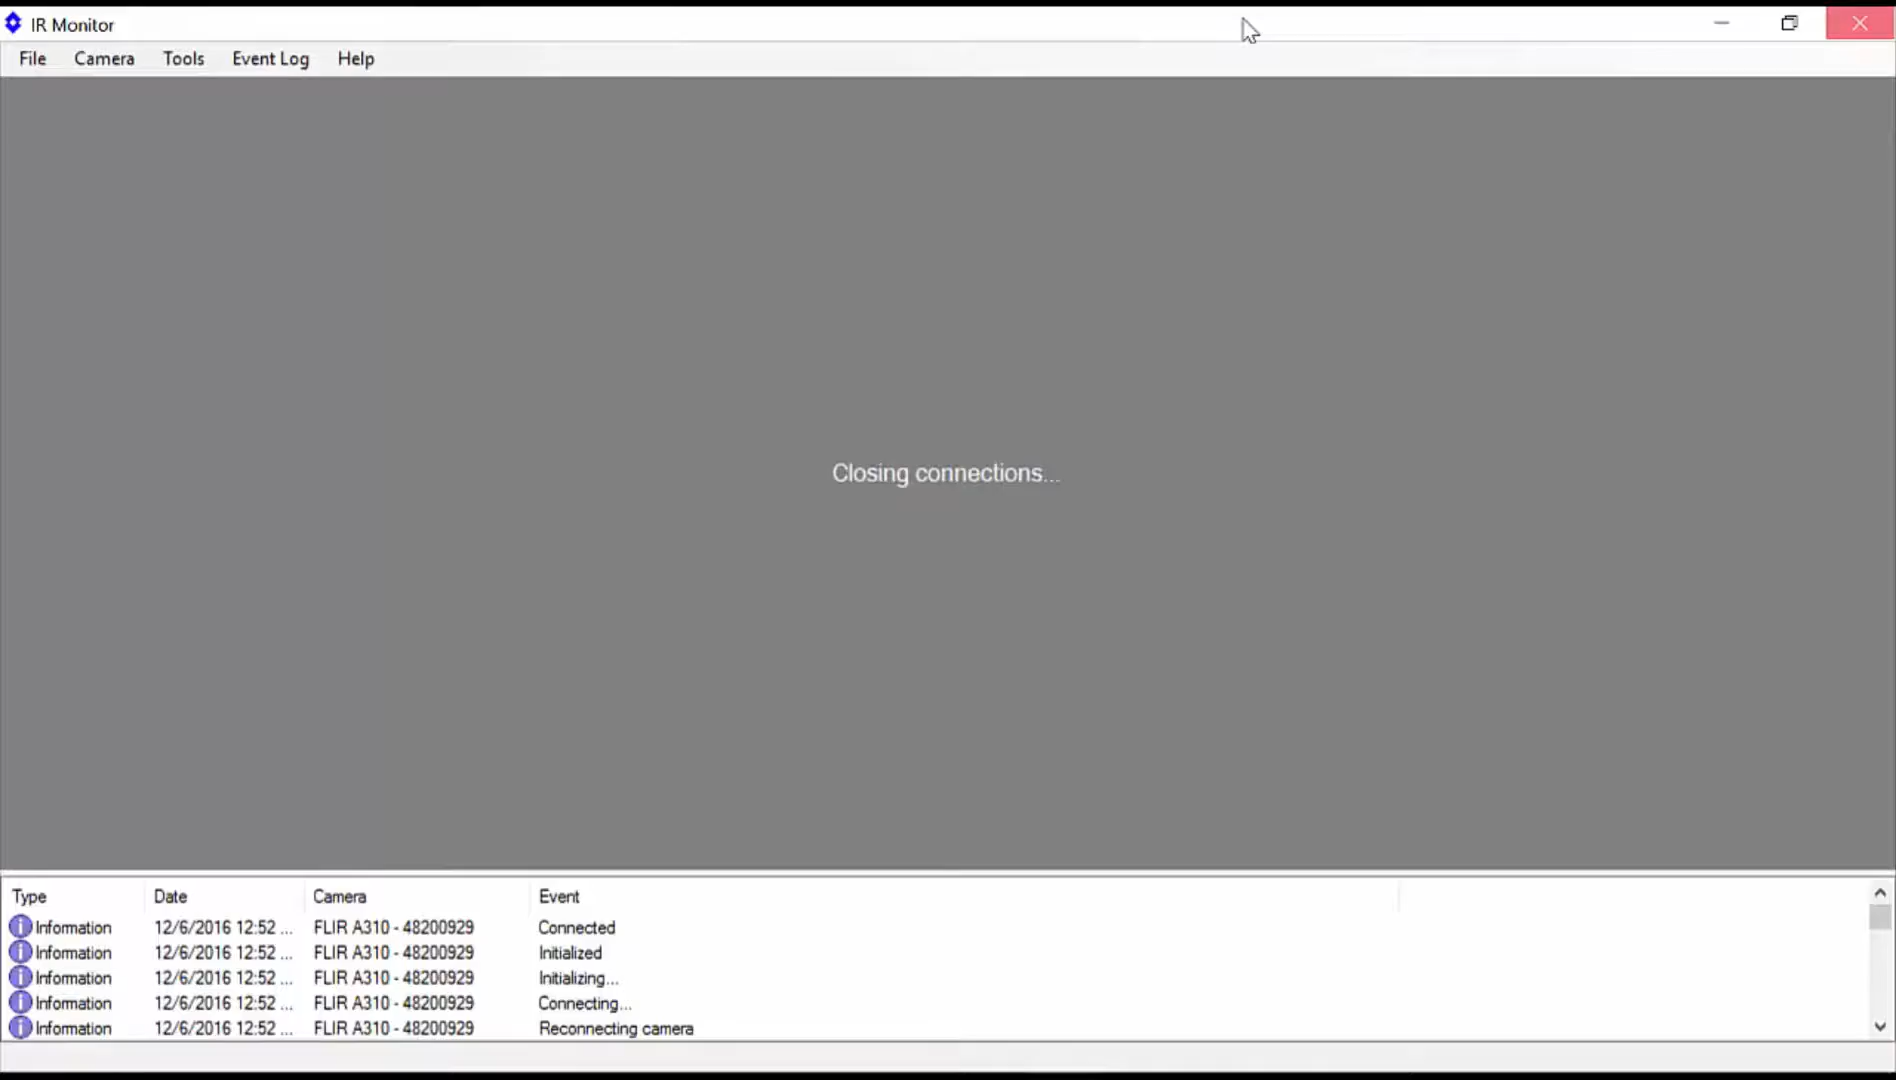 IR Monitor
File Camera Tools Event Log Help
Closing connections...
Type Date Camera Event
Information 12/6/2016 12:52 ... FLIR A310 - 48200929 Connected
Information 12/6/2016 12:52 ... FLIR A310 - 48200929 Initialized
Information 12/6/2016 12:52 ... FLIR A310 - 48200929 Initializing...
Information 12/6/2016 12:52 ... FLIR A310 - 48200929 Connecting...
Information 12/6/2016 12:52 ... FLIR A310 - 48200929 Reconnecting camera